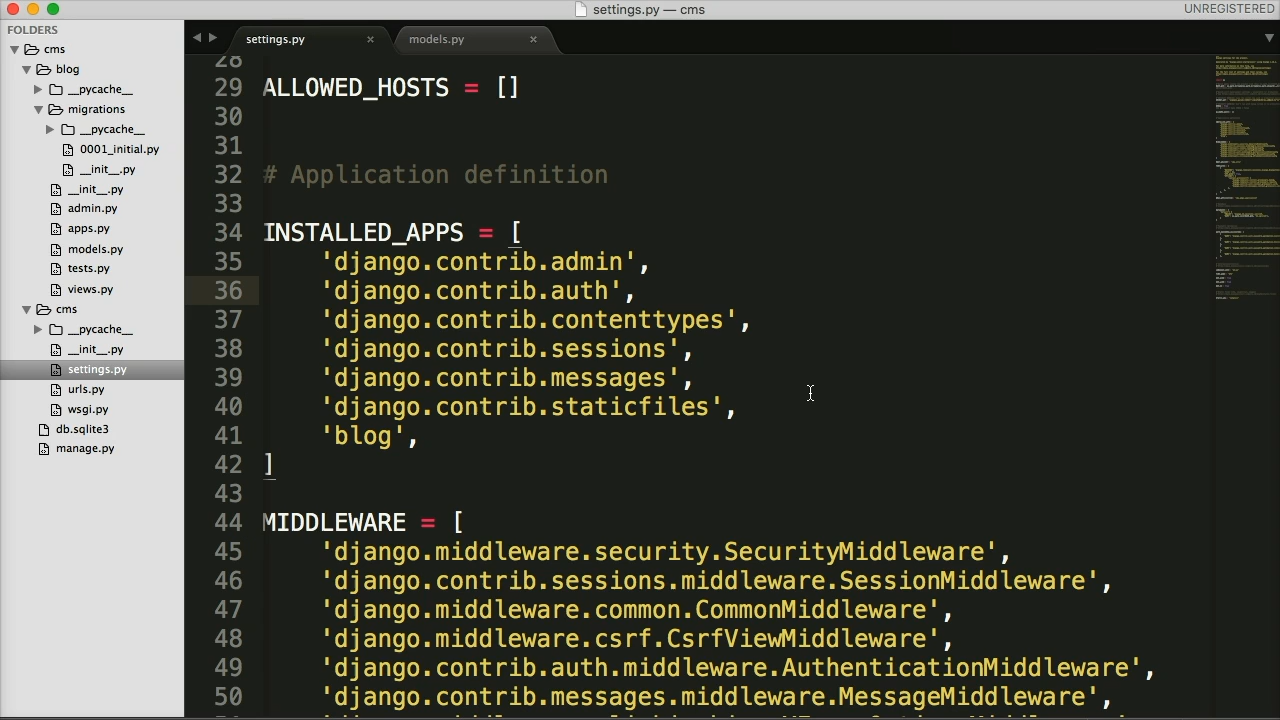 settings.py — cms
UNREGISTERED
FOLDERS
cms
blog
__pycache__
migrations
__pycache__
0001_initial.py
__init__.py
__init__.py
admin.py
apps.py
models.py
tests.py
views.py
cms
__pycache__
__init__.py
settings.py
urls.py
wsgi.py
db.sqlite3
manage.py
settings.py
models.py
28
29 ALLOWED_HOSTS = []
30
31
32 # Application definition
33
34 INSTALLED_APPS = [
35 'django.contrib.admin',
36 'django.contrib.auth',
37 'django.contrib.contenttypes',
38 'django.contrib.sessions',
39 'django.contrib.messages',
40 'django.contrib.staticfiles',
41 'blog',
42 ]
43
44 MIDDLEWARE = [
45 'django.middleware.security.SecurityMiddleware',
46 'django.contrib.sessions.middleware.SessionMiddleware',
47 'django.middleware.common.CommonMiddleware',
48 'django.middleware.csrf.CsrfViewMiddleware',
49 'django.contrib.auth.middleware.AuthenticationMiddleware',
50 'django.contrib.messages.middleware.MessageMiddleware',